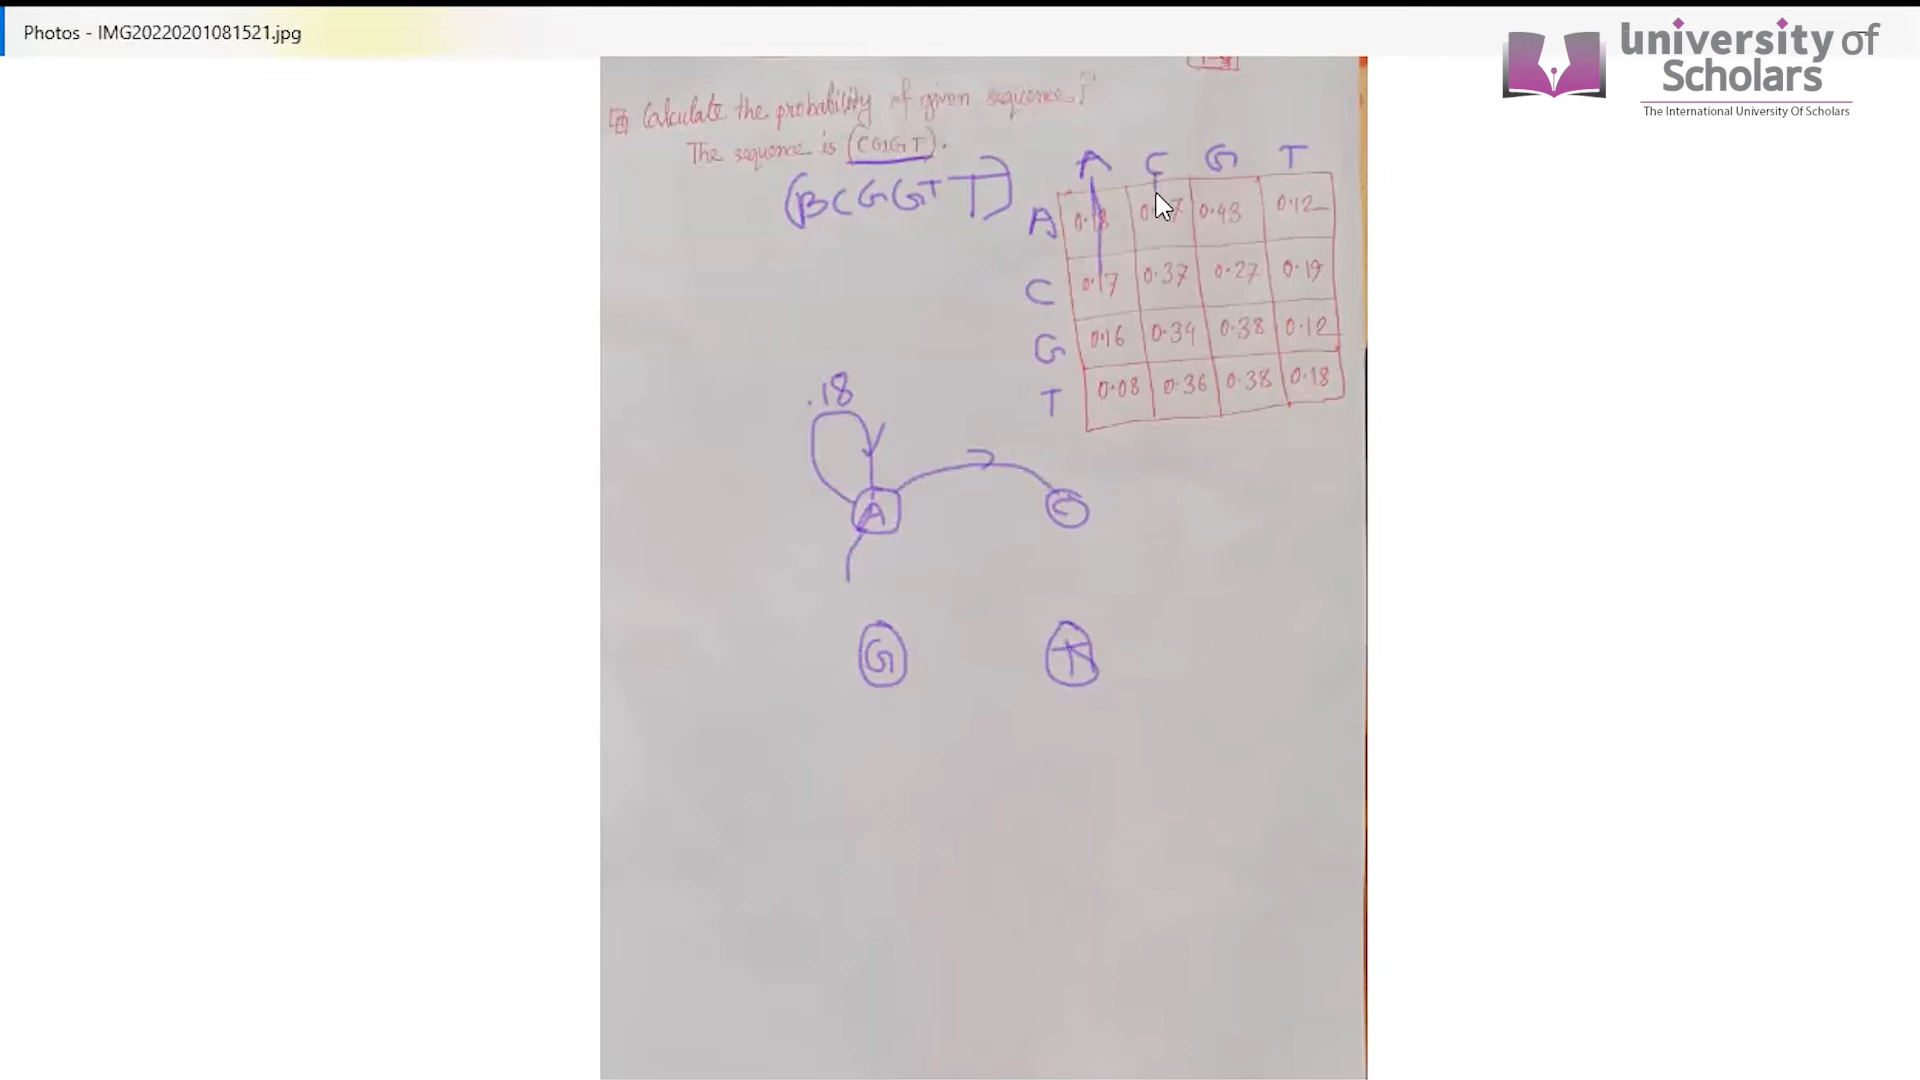 Photos - IMG20220201081521.jpg
university of
Scholars
The International University Of Scholars
Calculate the probability of given sequence.
The sequence is (CGGT).
(BCGGT T)
A C G T
A 0.18 0.43 0.12
C 0.17 0.37 0.27 0.19
G 0.16 0.34 0.38 0.12
T 0.08 0.36 0.38 0.18
.18
A C
G T